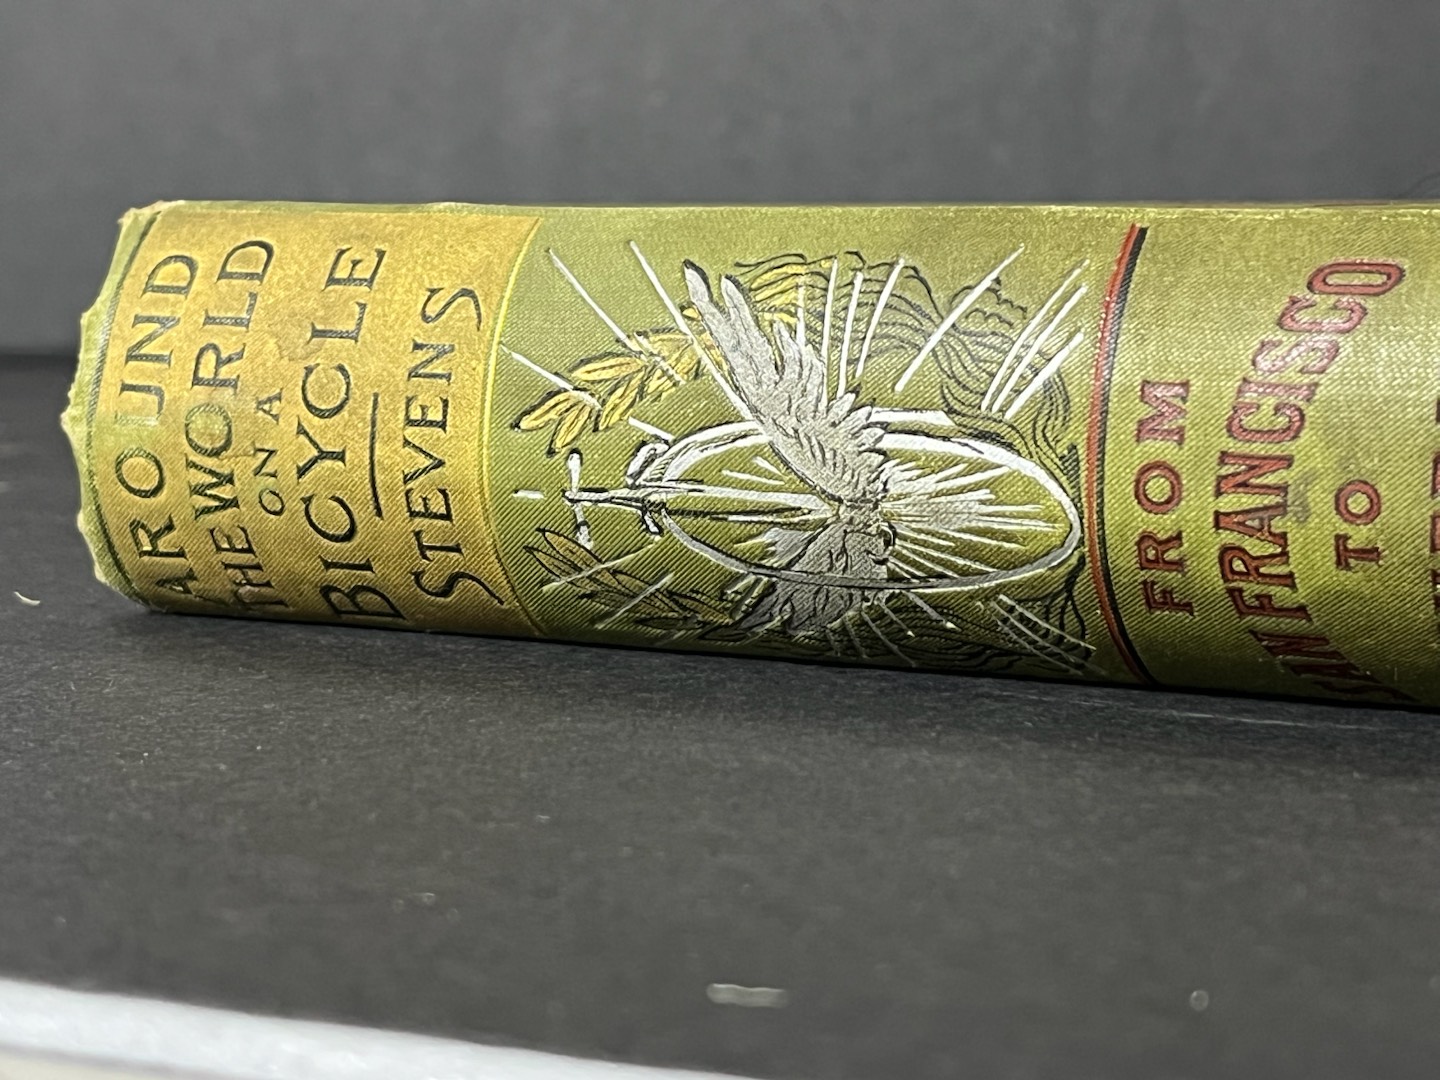 AROUND
THE WORLD
ON A
BICYCLE
STEVENS
FROM
SAN FRANCISCO
TO